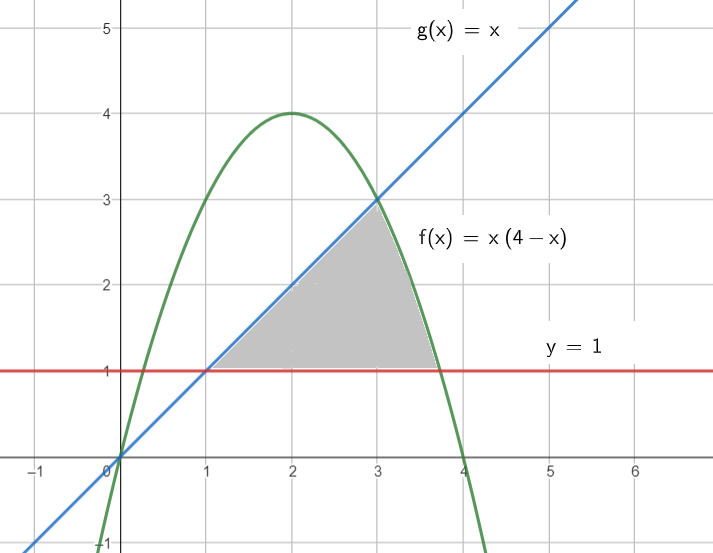 g(x) = x
5
4
3
f(x) = x (4 – x)
2
y = 1
1
–1 0 1 2 3 4 5 6
–1